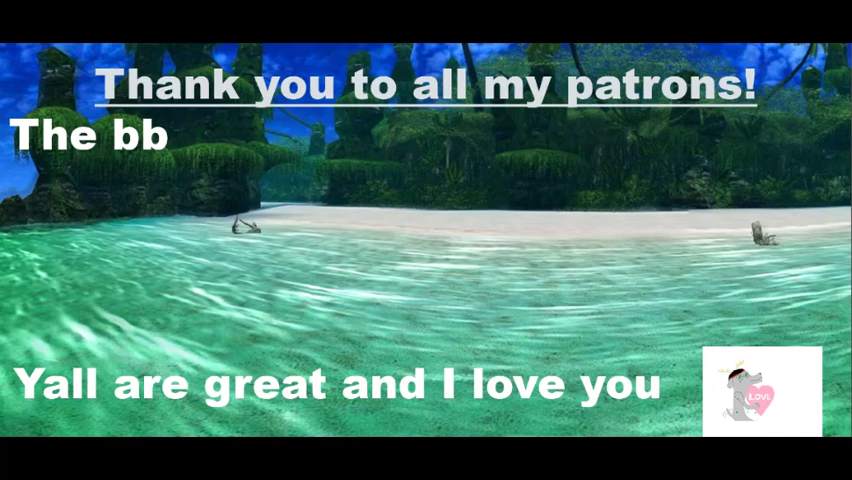 Thank you to all my patrons!
The bb
Yall are great and I love you
LOVE